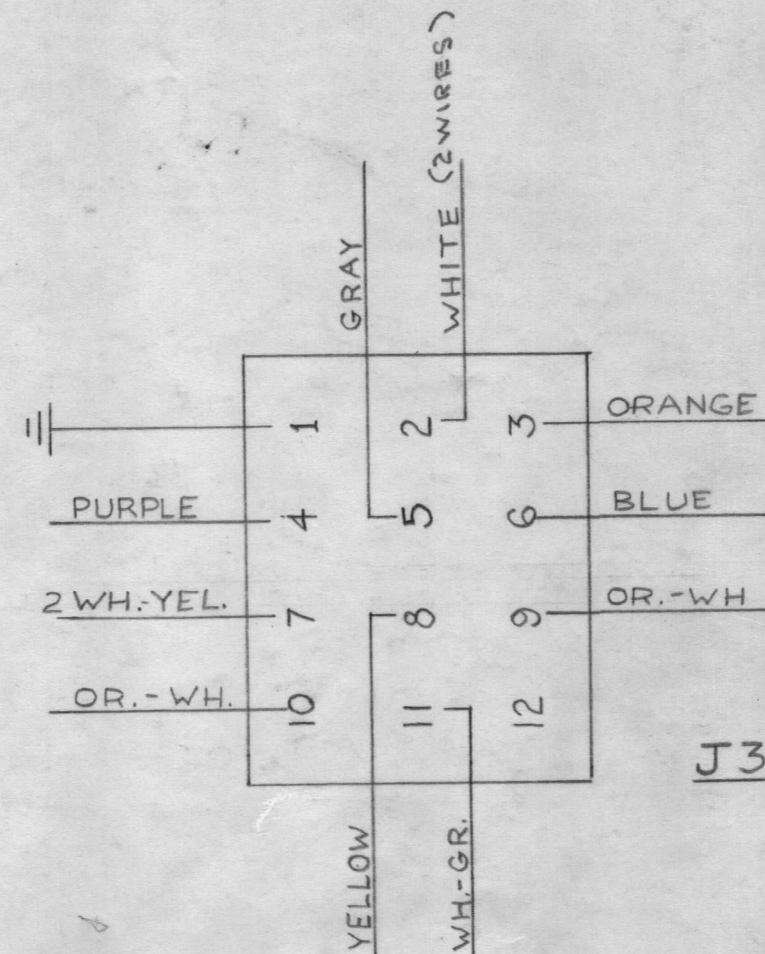 GRAY
WHITE (2 WIRES)
1 2 3 ORANGE
PURPLE 4 5 6 BLUE
2 WH.-YEL. 7 8 9 OR.-WH
OR.-WH. 10 11 12
J3
YELLOW
WH.-GR.